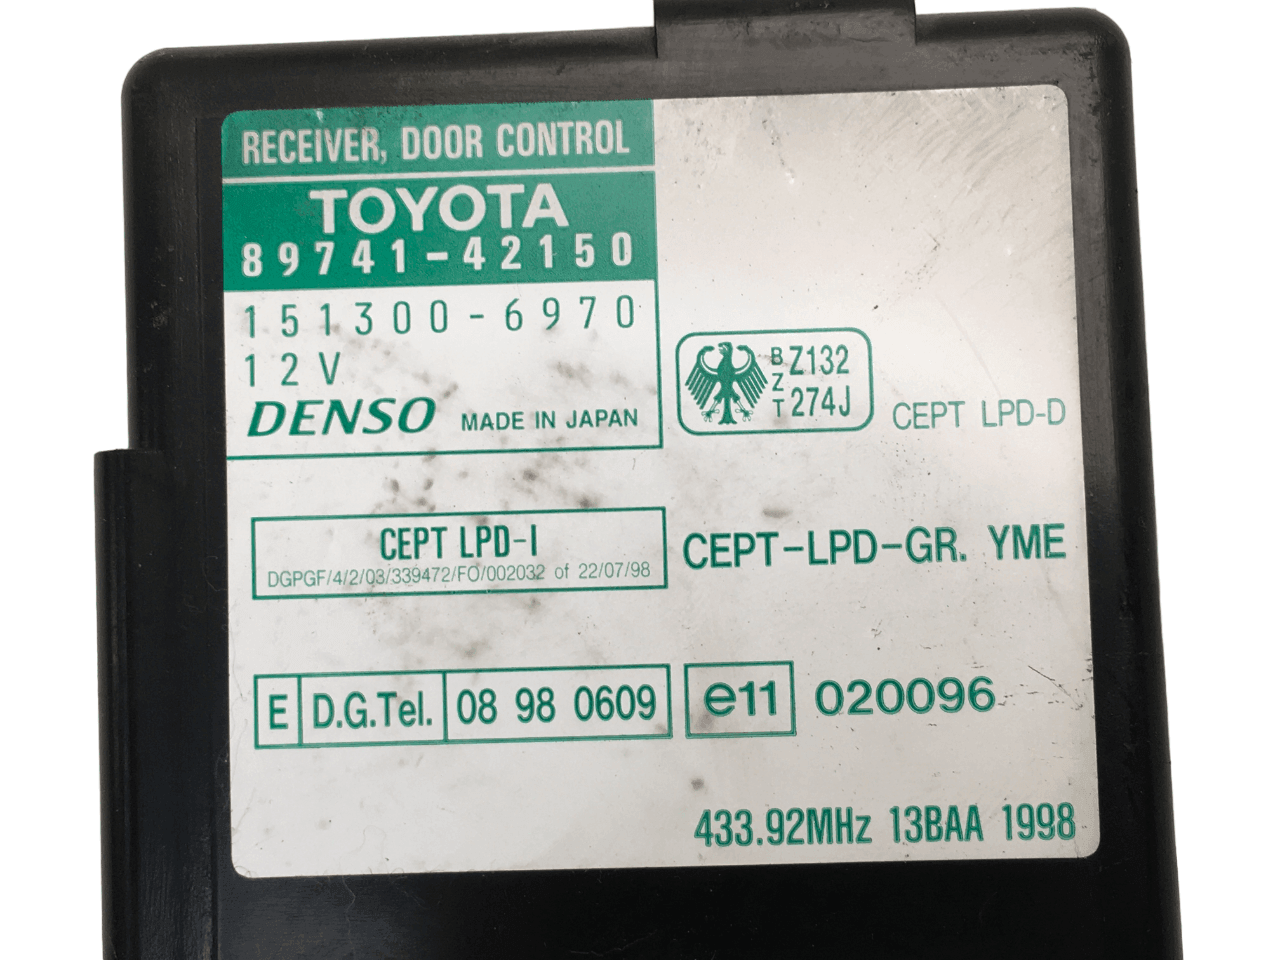 RECEIVER, DOOR CONTROL
TOYOTA
89741-42150
151300-6970
12V
DENSO MADE IN JAPAN
BZT Z132 274J
CEPT LPD-D
CEPT LPD-I
DGPGF/4/2/03/339472/FO/002032 of 22/07/98
CEPT-LPD-GR. YME
E D.G.Tel. 08 98 0609
e11 020096
433.92MHz 13BAA 1998